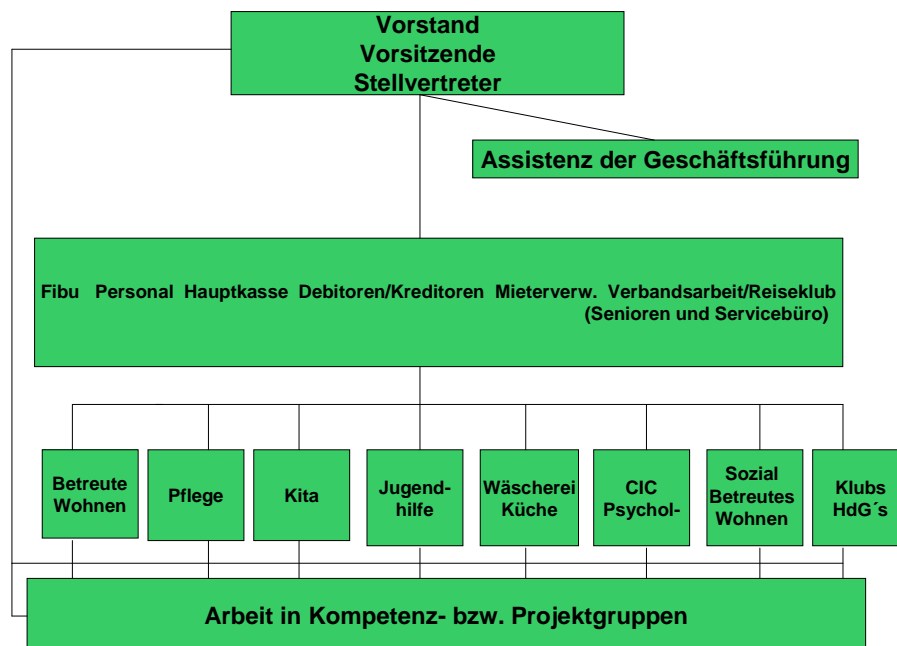 Vorstand
Vorsitzende
Stellvertreter
Assistenz der Geschäftsführung
Fibu Personal Hauptkasse Debitoren/Kreditoren Mieterverw. Verbandsarbeit/Reiseklub
(Senioren und Servicebüro)
Betreute
Wohnen
Pflege
Kita
Jugend-
hilfe
Wäscherei
Küche
CIC
Psychol-
Sozial
Betreutes
Wohnen
Klubs
HdG´s
Arbeit in Kompetenz- bzw. Projektgruppen